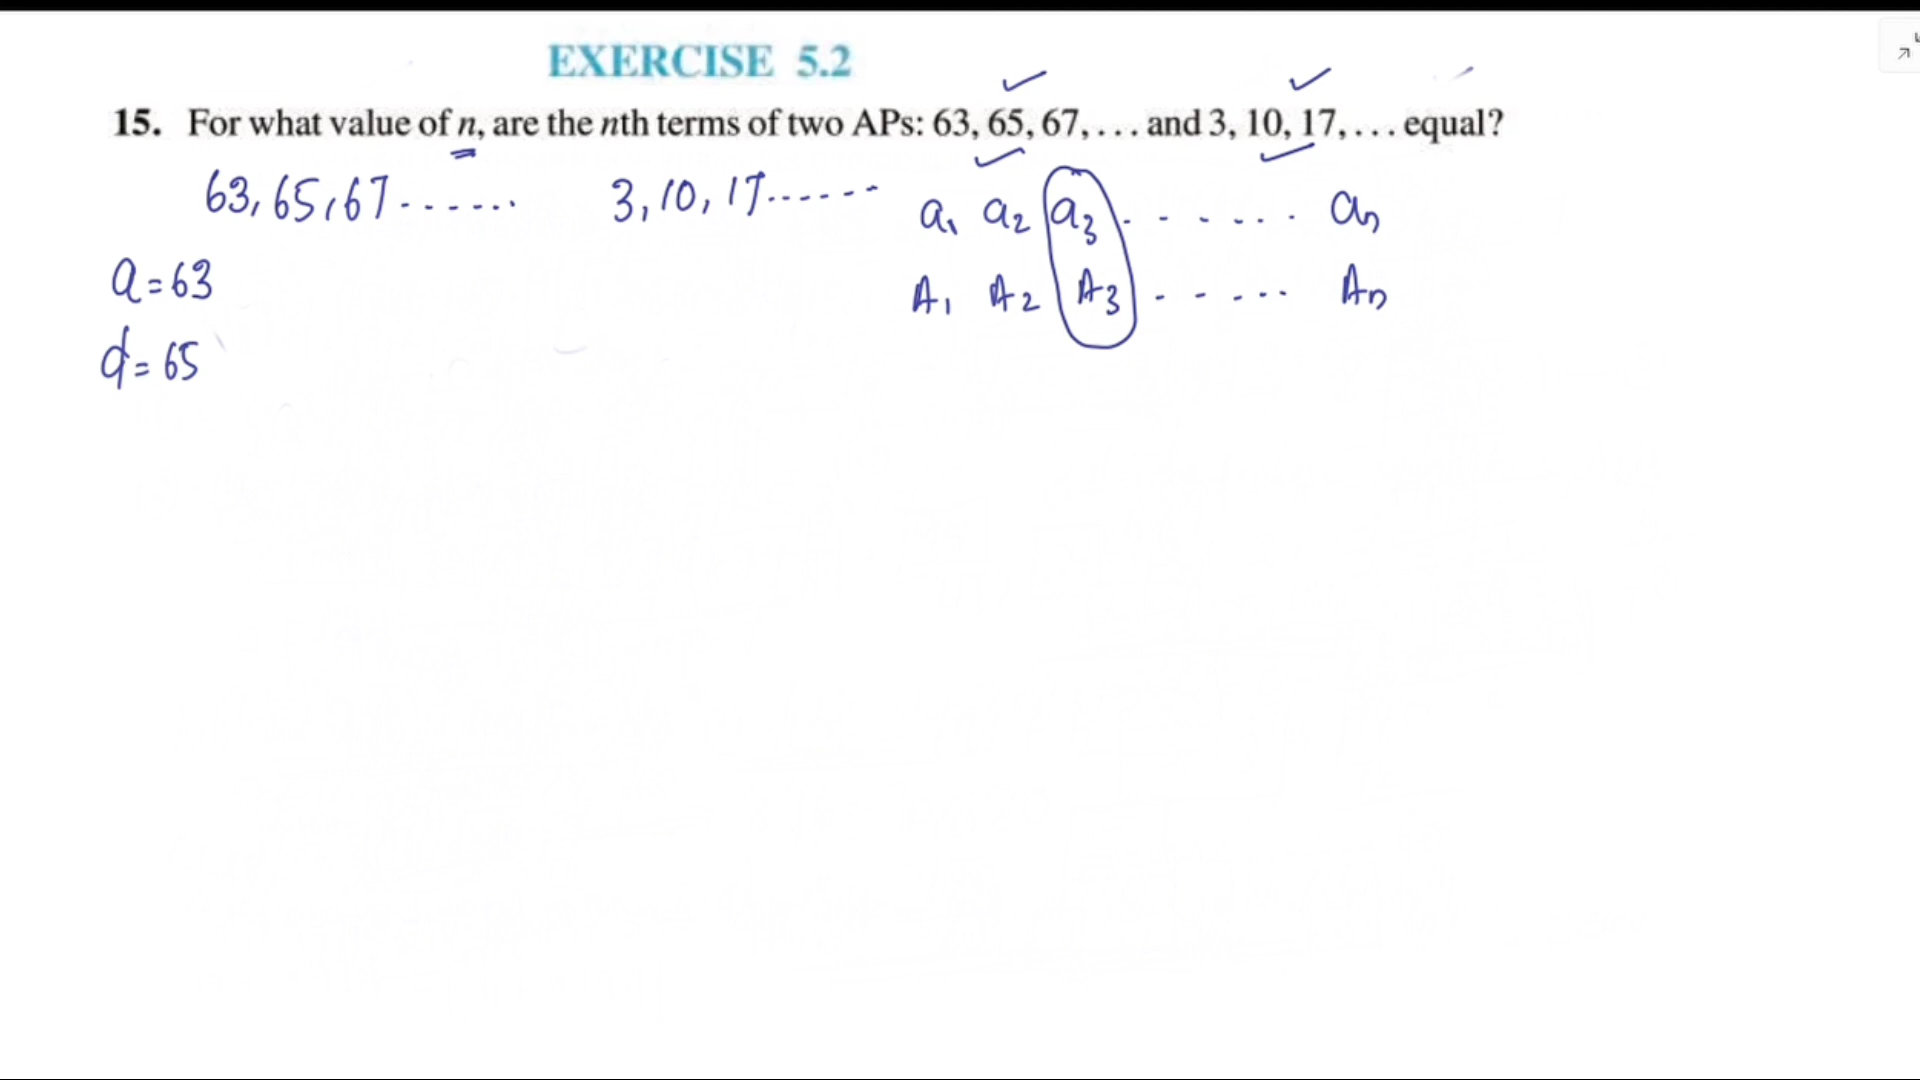 EXERCISE 5.2
15. For what value of n, are the nth terms of two APs: 63, 65, 67, . . . and 3, 10, 17, . . . equal?
63, 65, 67 - - - - - -
3, 10, 17 - - - - - -
a₁ a₂ a₃ - - - - - - aₙ
A₁ A₂ A₃ - - - - - Aₙ
a = 63
d = 65